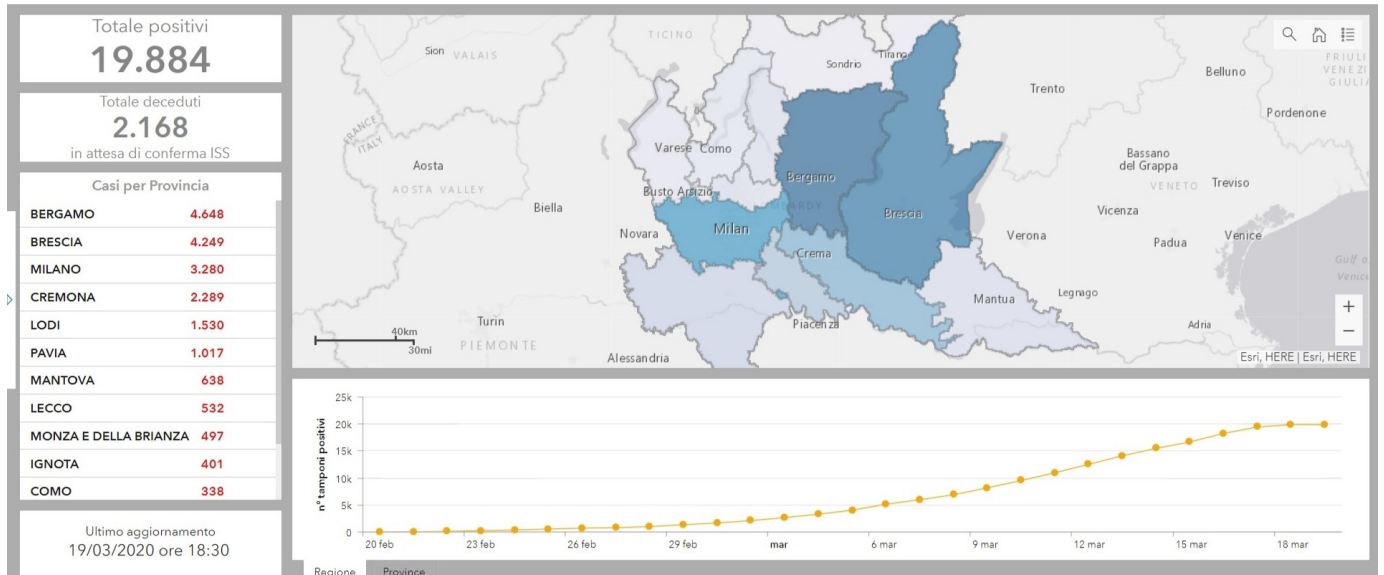 Totale positivi
19.884
Totale deceduti
2.168
in attesa di conferma ISS
Casi per Provincia
BERGAMO 4.648
BRESCIA 4.249
MILANO 3.280
CREMONA 2.289
LODI 1.530
PAVIA 1.017
MANTOVA 638
LECCO 532
MONZA E DELLA BRIANZA 497
IGNOTA 401
COMO 338
Ultimo aggiornamento
19/03/2020 ore 18:30
TICINO
Sion VALAIS
Sondrio
Tirano
Trento
Belluno
FRIULI
VENEZI
GIULIA
Pordenone
FRANCE
ITALY
Aosta
AOSTA VALLEY
Varese
Como
Bergamo
Bassano
del Grappa
VENETO
Treviso
Busto Arsizio
Biella
Novara
Milan
Brescia
Vicenza
Verona
Padua
Venice
Crema
Gulf o
Venice
Mantua
Legnago
Turin
PIEMONTE
Piacenza
Adria
Alessandria
40km
30mi
+
−
Esri, HERE | Esri, HERE
n° tamponi positivi
25k
20k
15k
10k
5k
0
20 feb 23 feb 26 feb 29 feb mar 6 mar 9 mar 12 mar 15 mar 18 mar
Regione Province